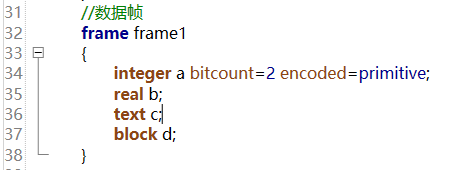 31 //数据帧
32 frame frame1
33 {
34 integer a bitcount=2 encoded=primitive;
35 real b;
36 text c;
37 block d;
38 }